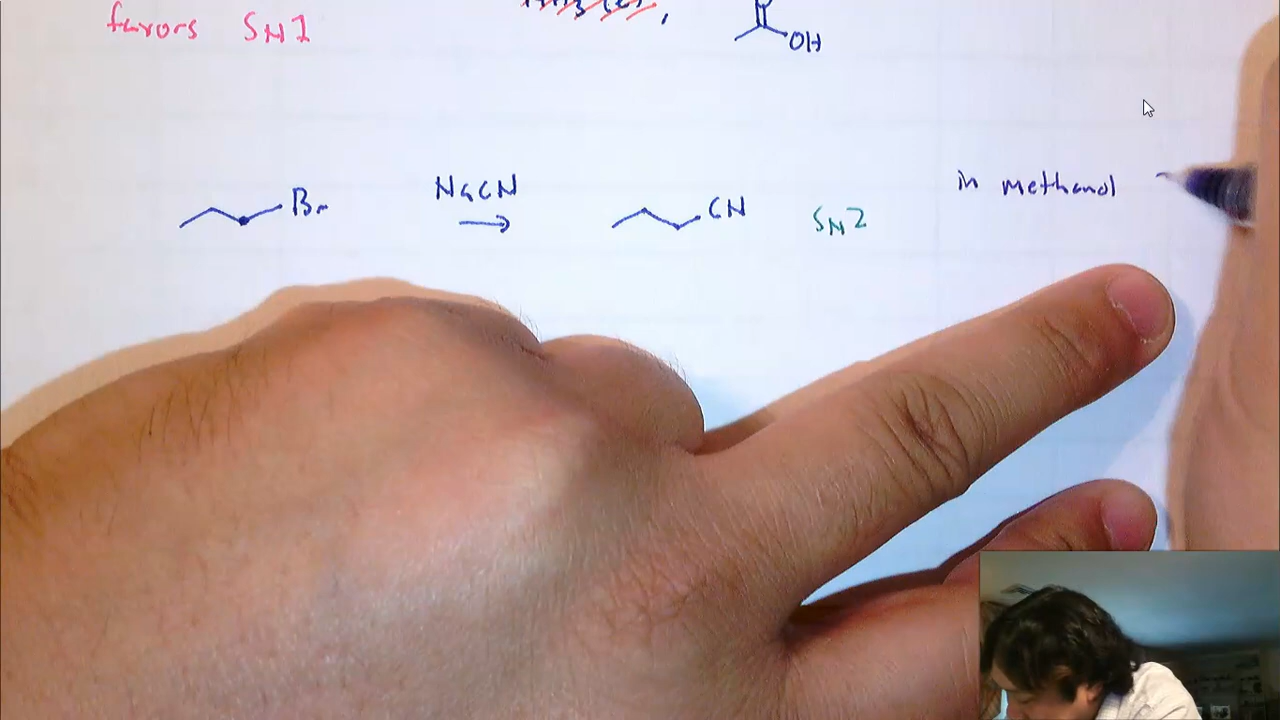 favors SN1
OH
Br NaCN → CN SN2 in methanol